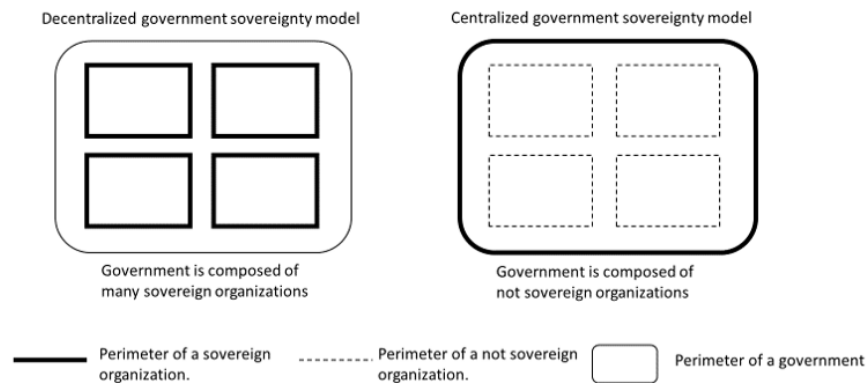 Decentralized government sovereignty model
Centralized government sovereignty model
Government is composed of
many sovereign organizations
Government is composed of
not sovereign organizations
Perimeter of a sovereign
organization.
Perimeter of a not sovereign
organization.
Perimeter of a government